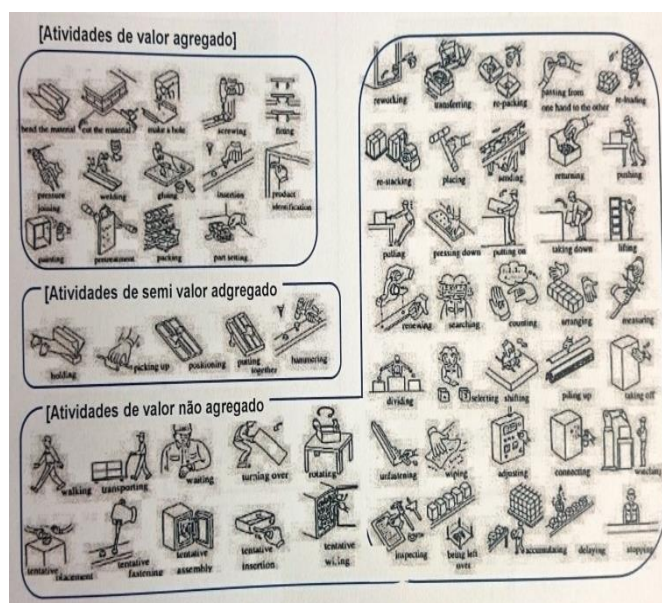 [Atividades de valor agregado]
bend the material cut the material make a hole screwing fixing
pressure joining welding gluing insertion product identification
painting pretreatment packing part setting
[Atividades de semi valor adgregado
holding picking up positioning putting together hammering
[Atividades de valor não agregado
walking transporting waiting turning over rotating
tentative placement tentative fastening tentative assembly tentative insertion tentative wiring
reworking transferring re-packing passing from one hand to the other re-loading
re-stacking placing sending returning pushing
pulling pressing down putting on taking down lifting
renewing searching counting arranging measuring
dividing selecting shifting piling up taking off
unfastening wiping adjusting connecting watching
inspecting being left over accumulating delaying stopping